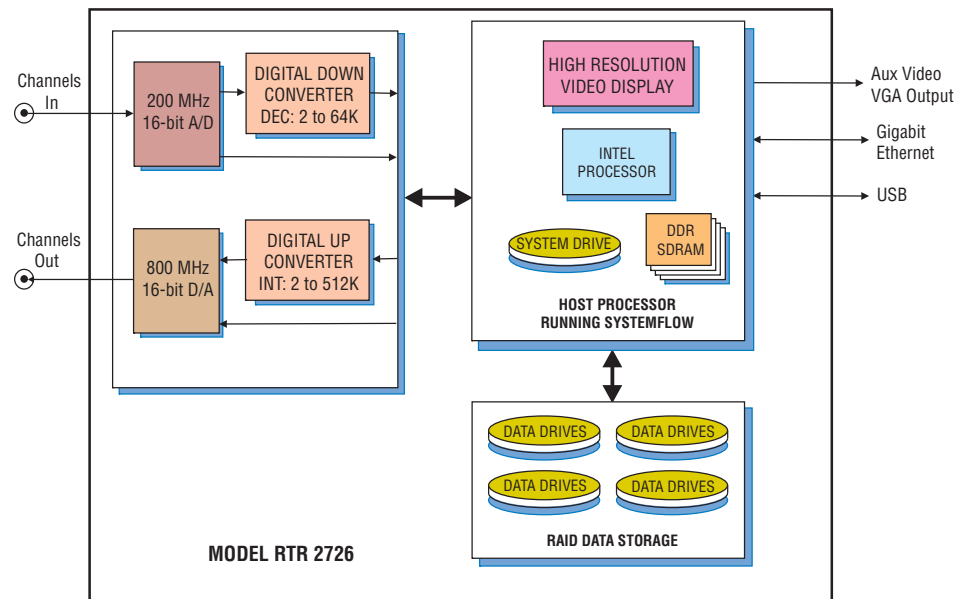 Channels
In
200 MHz
16-bit A/D
DIGITAL DOWN
CONVERTER
DEC: 2 to 64K
Channels
Out
800 MHz
16-bit D/A
DIGITAL UP
CONVERTER
INT: 2 to 512K
HIGH RESOLUTION
VIDEO DISPLAY
INTEL
PROCESSOR
SYSTEM DRIVE
DDR
SDRAM
HOST PROCESSOR
RUNNING SYSTEMFLOW
Aux Video
VGA Output
Gigabit
Ethernet
USB
DATA DRIVES
DATA DRIVES
DATA DRIVES
DATA DRIVES
RAID DATA STORAGE
MODEL RTR 2726